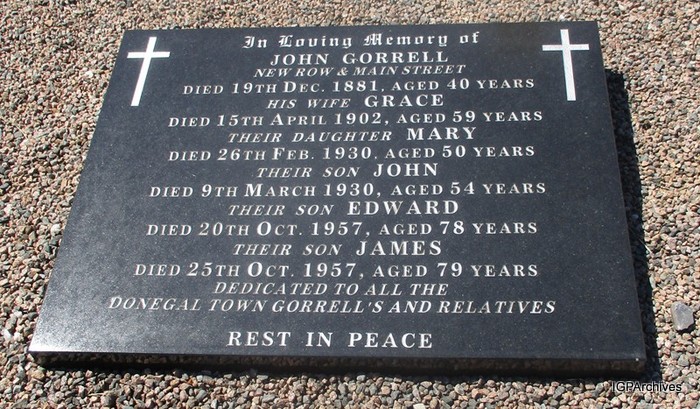 In Loving Memory of
JOHN GORRELL
NEW ROW & MAIN STREET
DIED 19TH DEC. 1881, AGED 40 YEARS
HIS WIFE GRACE
DIED 15TH APRIL 1902, AGED 59 YEARS
THEIR DAUGHTER MARY
DIED 26TH FEB. 1930, AGED 50 YEARS
THEIR SON JOHN
DIED 9TH MARCH 1930, AGED 54 YEARS
THEIR SON EDWARD
DIED 20TH OCT. 1957, AGED 78 YEARS
THEIR SON JAMES
DIED 25TH OCT. 1957, AGED 79 YEARS
DEDICATED TO ALL THE
DONEGAL TOWN GORRELL'S AND RELATIVES
REST IN PEACE
IGPArchives